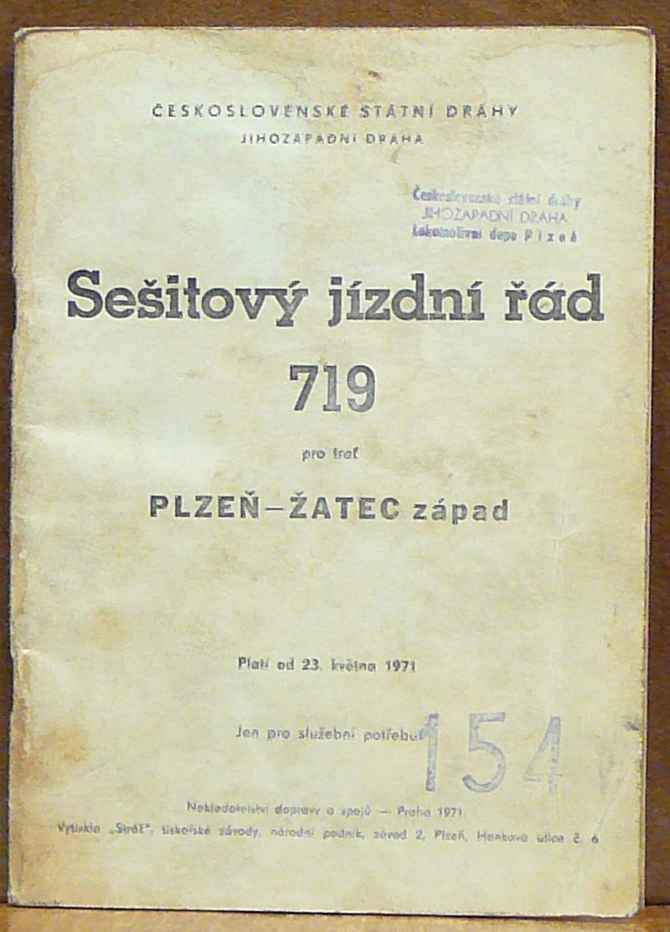 ČESKOSLOVENSKÉ STÁTNÍ DRÁHY
JIHOZÁPADNÍ DRÁHA
Československé státní dráhy
JIHOZÁPADNÍ DRÁHA
Lokomotivní depo Plzeň
Sešitový jízdní řád
719
pro trať
PLZEŇ–ŽATEC západ
Platí od 23. května 1971
Jen pro služební potřebu!
154
Nakladatelství dopravy a spojů — Praha 1971
Vytiskla „Stráž", tiskařské závody, národní podnik, závod 2, Plzeň, Hankova ulice č. 6